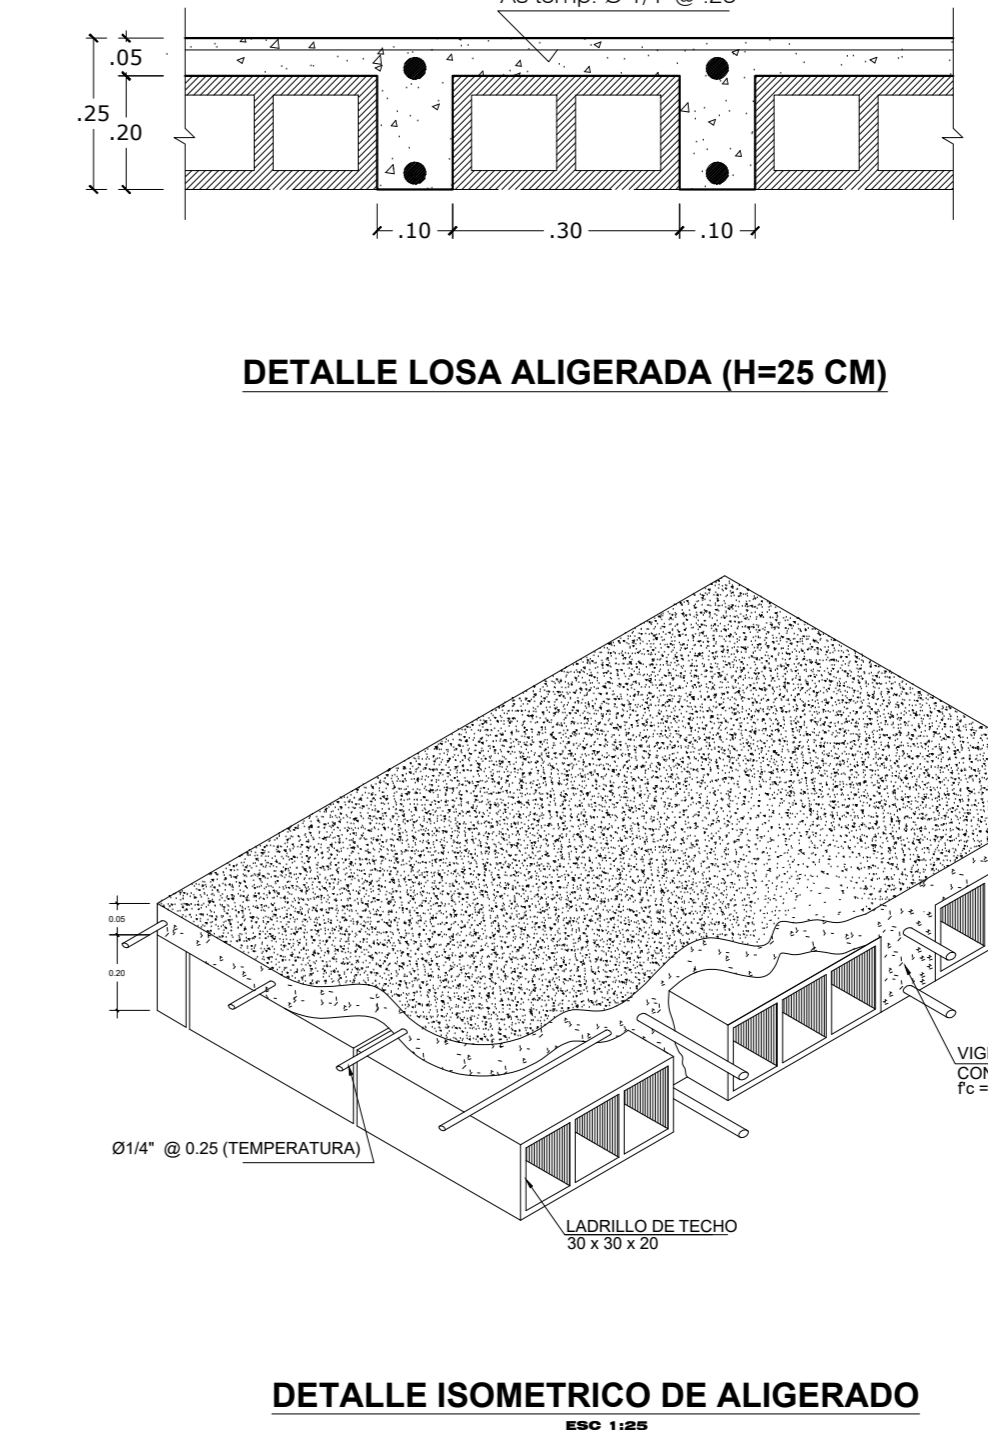 .05
.25
.20
.10
.30
.10
DETALLE LOSA ALIGERADA (H=25 CM)
0.05
0.20
Ø1/4" @ 0.25 (TEMPERATURA)
f'c =
LADRILLO DE TECHO
30 x 30 x 20
DETALLE ISOMETRICO DE ALIGERADO
ESC 1:25